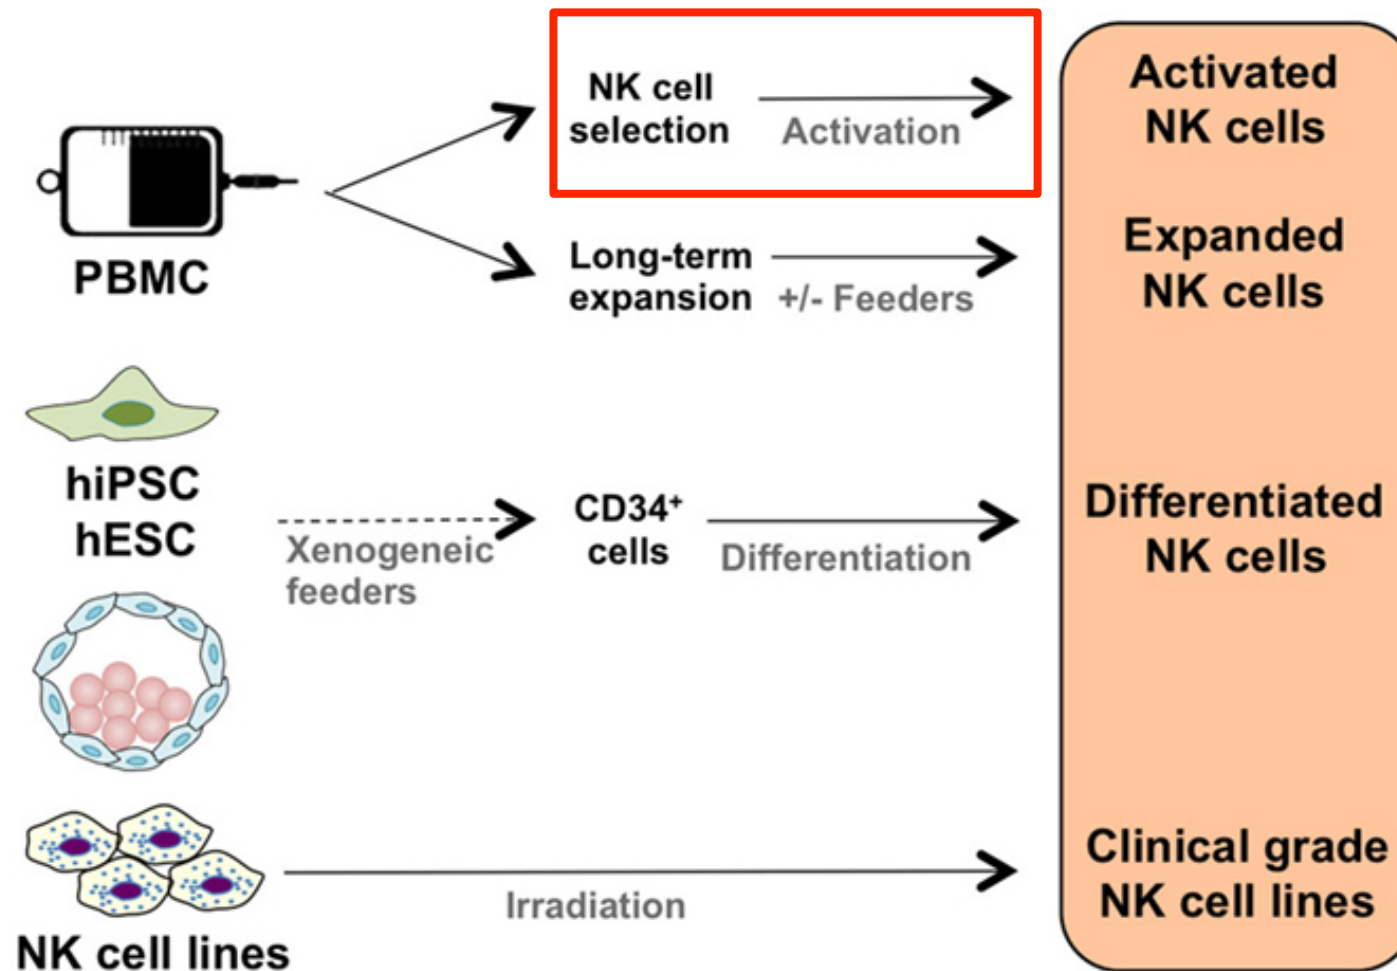 PBMC
NK cell
selection
Activation
Activated
NK cells
Long-term
expansion
+/- Feeders
Expanded
NK cells
hiPSC
hESC
Xenogeneic
feeders
CD34⁺
cells
Differentiation
Differentiated
NK cells
NK cell lines
Irradiation
Clinical grade
NK cell lines